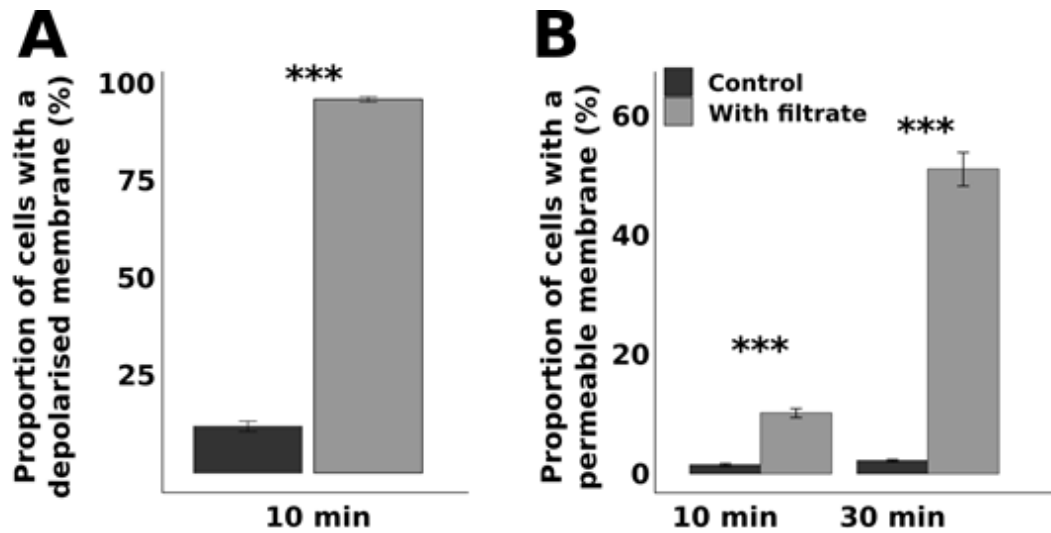 A
Proportion of cells with a
depolarised membrane (%)
100
75
50
25
***
10 min
B
Proportion of cells with a
permeable membrane (%)
60
40
20
0
Control
With filtrate
***
***
10 min
30 min